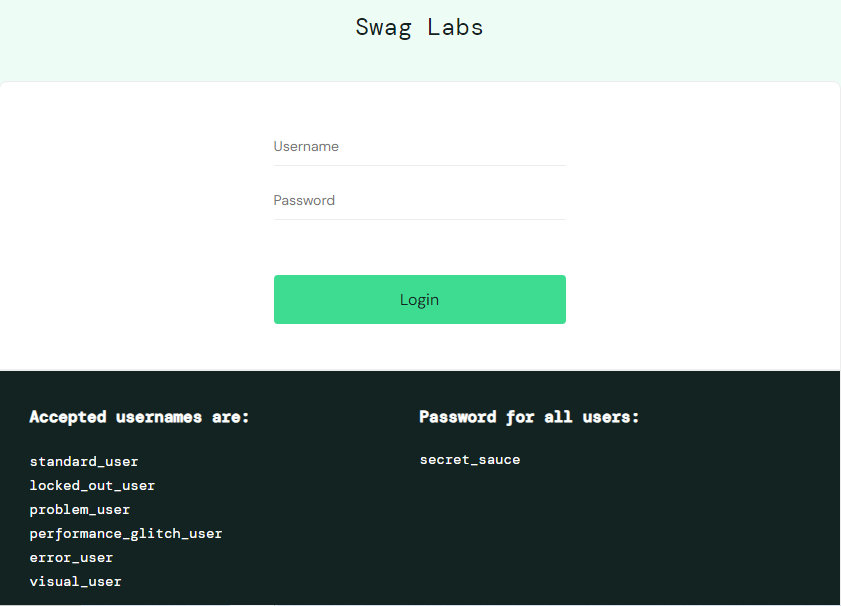 Swag Labs
Username
Password
Login
Accepted usernames are:
standard_user
locked_out_user
problem_user
performance_glitch_user
error_user
visual_user
Password for all users:
secret_sauce